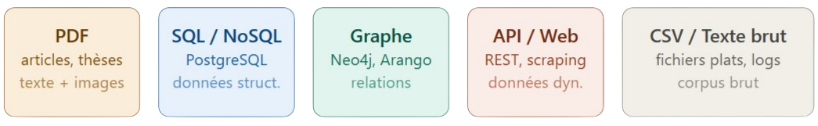 PDF
articles, thèses
texte + images
SQL / NoSQL
PostgreSQL
données struct.
Graphe
Neo4j, Arango
relations
API / Web
REST, scraping
données dyn.
CSV / Texte brut
fichiers plats, logs
corpus brut